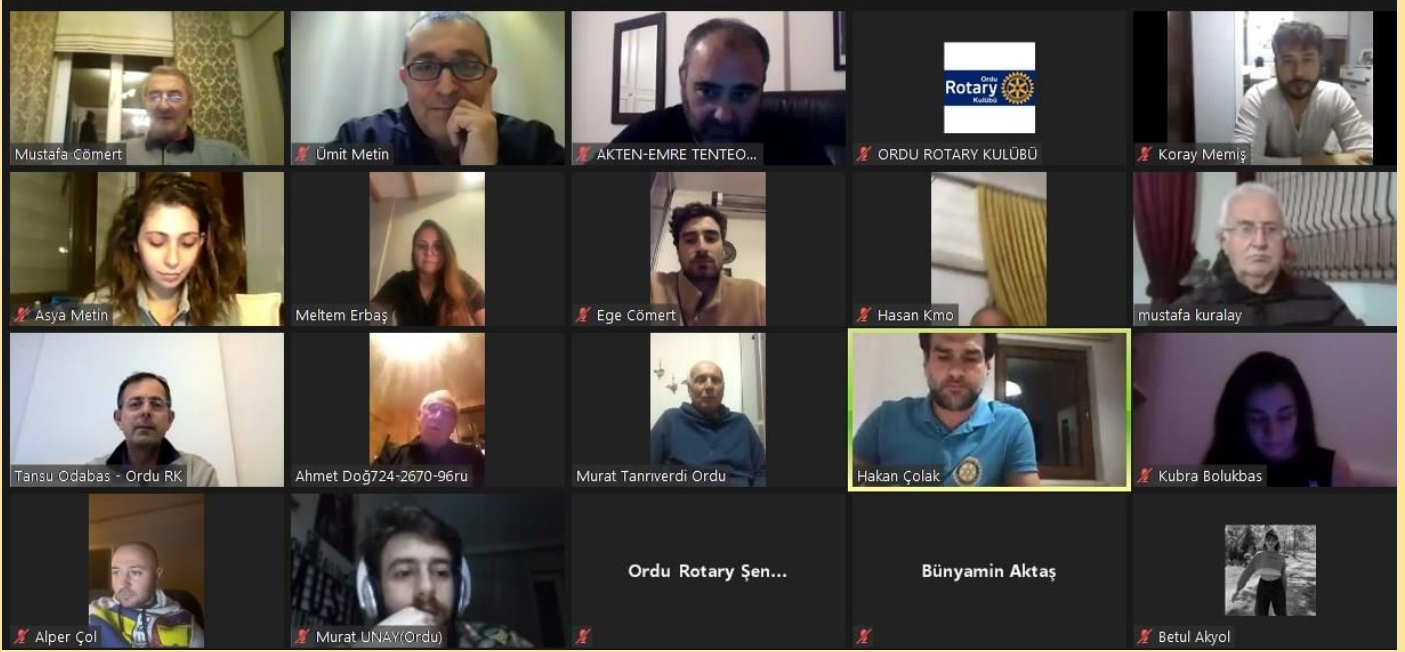 Mustafa Cömert
Ümit Metin
AKTEN-EMRE TENTEO...
Ordu
Rotary
Kulübü
ORDU ROTARY KULÜBÜ
Koray Memiş
Asya Metin
Meltem Erbaş
Ege Cömert
Hasan Kmo
mustafa kuralay
Tansu Odabas - Ordu RK
Ahmet Doğ724-2670-96ru
Murat Tanrıverdi Ordu
Hakan Çolak
Kubra Bolukbas
Alper Çol
Murat UNAY(Ordu)
Ordu Rotary Şen...
Bünyamin Aktaş
Betul Akyol